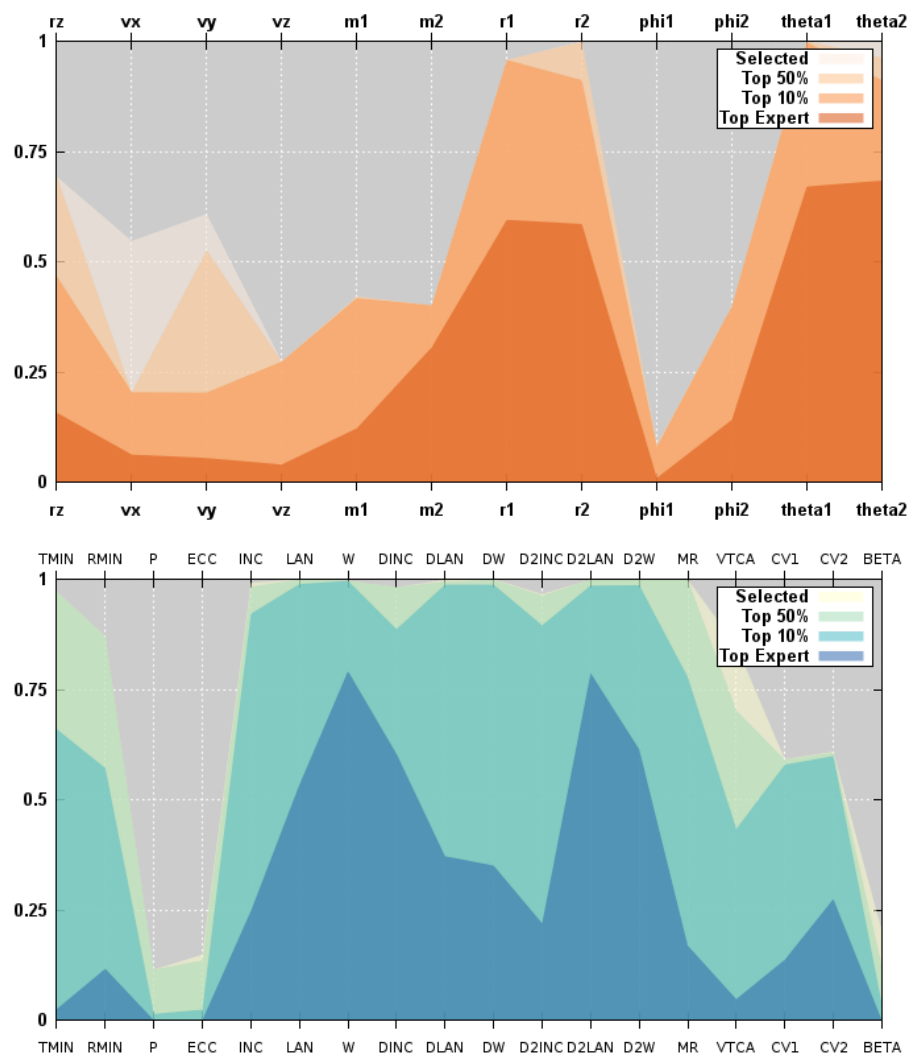 rz vx vy vz m1 m2 r1 r2 phi1 phi2 theta1 theta2
1
Selected
Top 50%
Top 10%
Top Expert
0.75
0.5
0.25
0
rz vx vy vz m1 m2 r1 r2 phi1 phi2 theta1 theta2
TMIN RMIN P ECC INC LAN W DINC DLAN DW D2INC D2LAN D2W MR VTCA CV1 CV2 BETA
1
Selected
Top 50%
Top 10%
Top Expert
0.75
0.5
0.25
0
TMIN RMIN P ECC INC LAN W DINC DLAN DW D2INC D2LAN D2W MR VTCA CV1 CV2 BETA